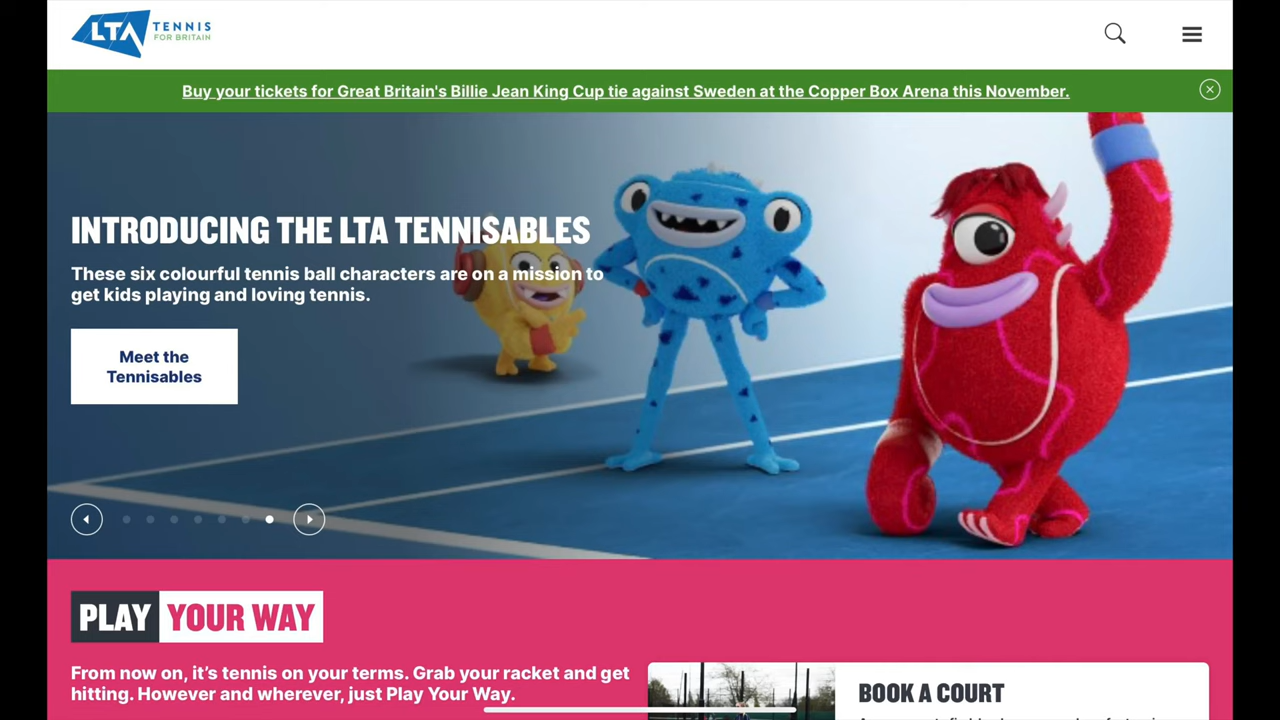 LTA TENNIS
FOR BRITAIN
Buy your tickets for Great Britain's Billie Jean King Cup tie against Sweden at the Copper Box Arena this November.
INTRODUCING THE LTA TENNISABLES
These six colourful tennis ball characters are on a mission to
get kids playing and loving tennis.
Meet the
Tennisables
PLAY YOUR WAY
From now on, it's tennis on your terms. Grab your racket and get
hitting. However and wherever, just Play Your Way.
BOOK A COURT